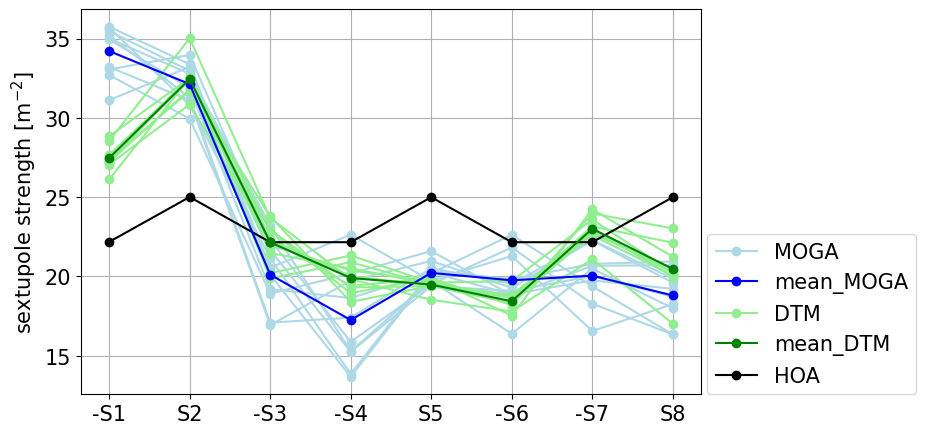 sextupole strength [m⁻²]
35
30
25
20
15
-S1 S2 -S3 -S4 S5 -S6 -S7 S8
MOGA
mean_MOGA
DTM
mean_DTM
HOA